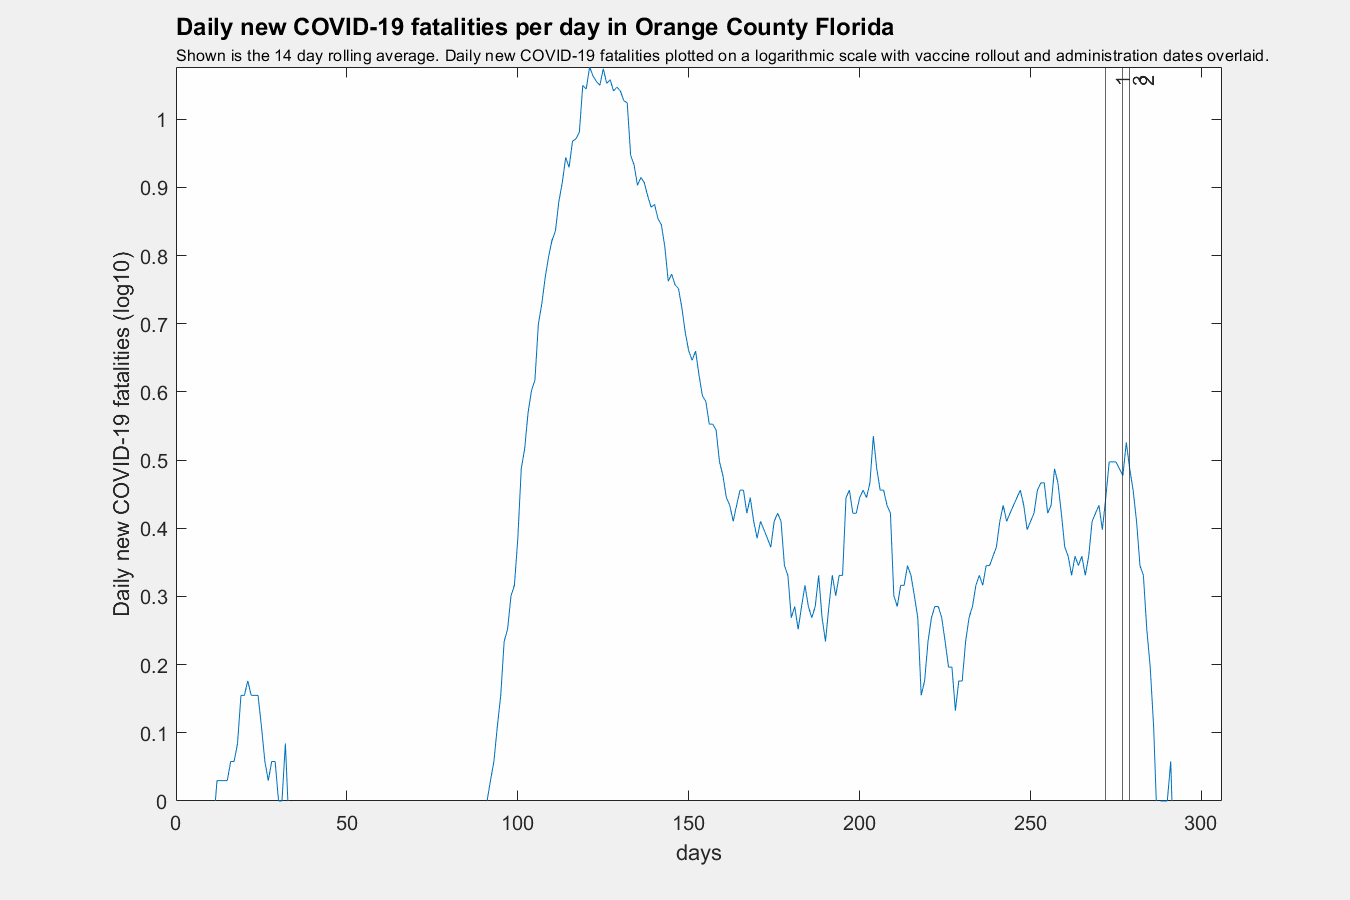 Daily new COVID-19 fatalities per day in Orange County Florida
Shown is the 14 day rolling average. Daily new COVID-19 fatalities plotted on a logarithmic scale with vaccine rollout and administration dates overlaid.
1
3
2
Daily new COVID-19 fatalities (log10)
1
0.9
0.8
0.7
0.6
0.5
0.4
0.3
0.2
0.1
0
0 50 100 150 200 250 300
days